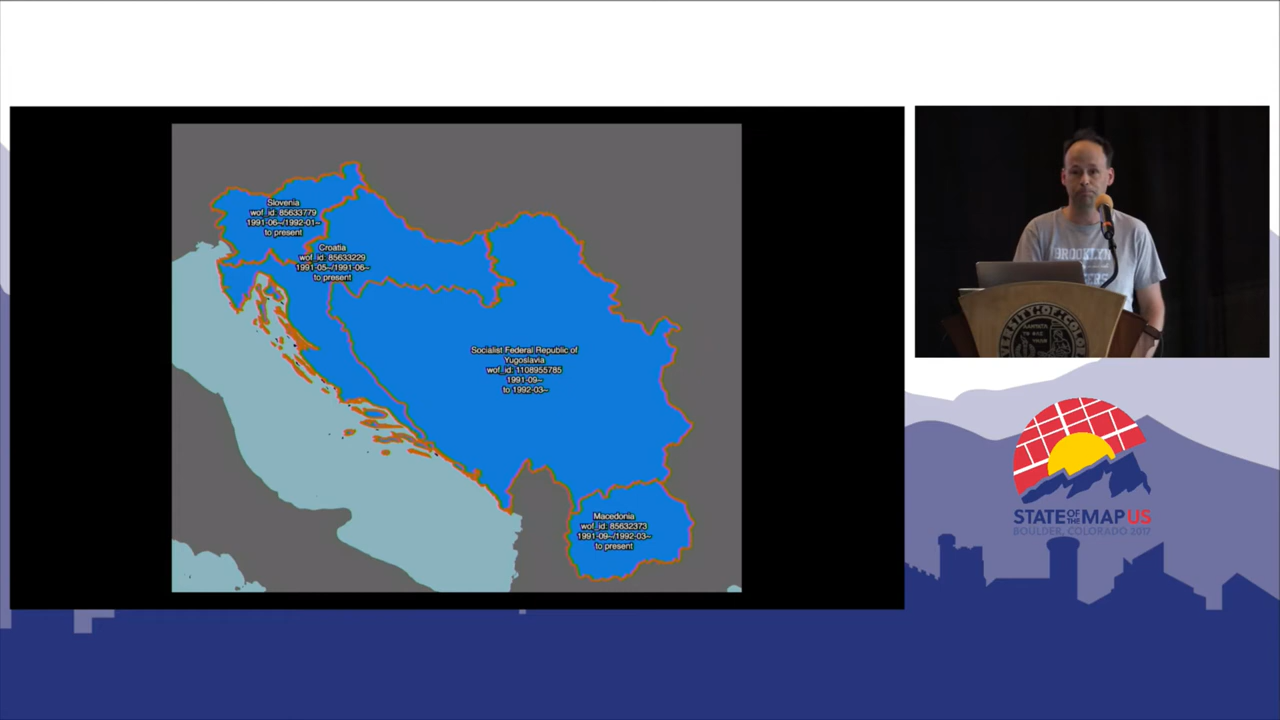 Slovenia
wof_id: 85633779
1991-06~/1992-01~
to present
Croatia
wof_id: 85633229
1991-05~/1991-06~
to present
Socialist Federal Republic of
Yugoslavia
wof_id: 1108955785
1991-09~
to 1992-03~
Macedonia
wof_id: 85632373
1991-09~/1992-03~
to present
BROOKLYN
STATE OF THE MAP US
BOULDER, COLORADO 2017